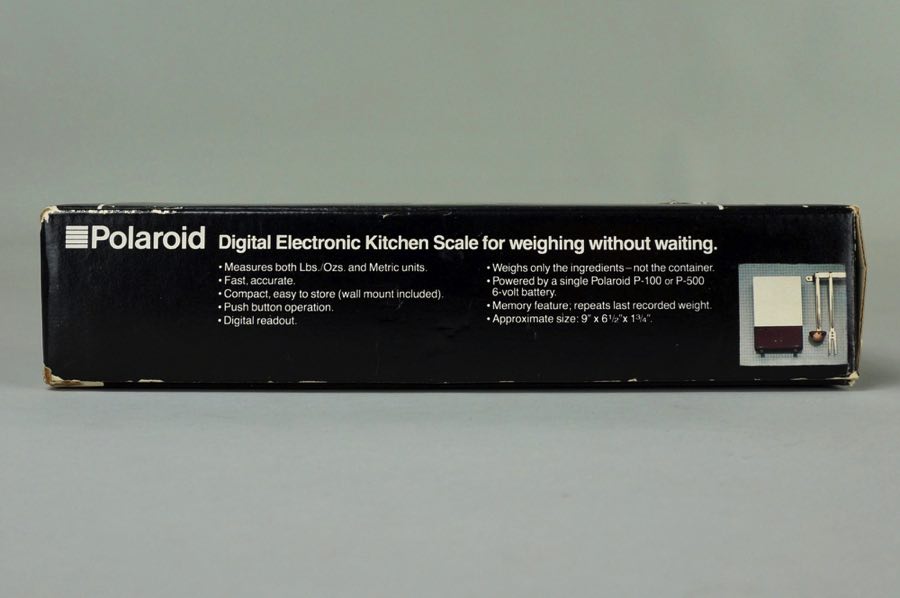 Polaroid Digital Electronic Kitchen Scale for weighing without waiting.
• Measures both Lbs./Ozs. and Metric units.
• Fast, accurate.
• Compact, easy to store (wall mount included).
• Push button operation.
• Digital readout.
• Weighs only the ingredients – not the container.
• Powered by a single Polaroid P-100 or P-500
6-volt battery.
• Memory feature; repeats last recorded weight.
• Approximate size: 9" x 6½" x 1¾".